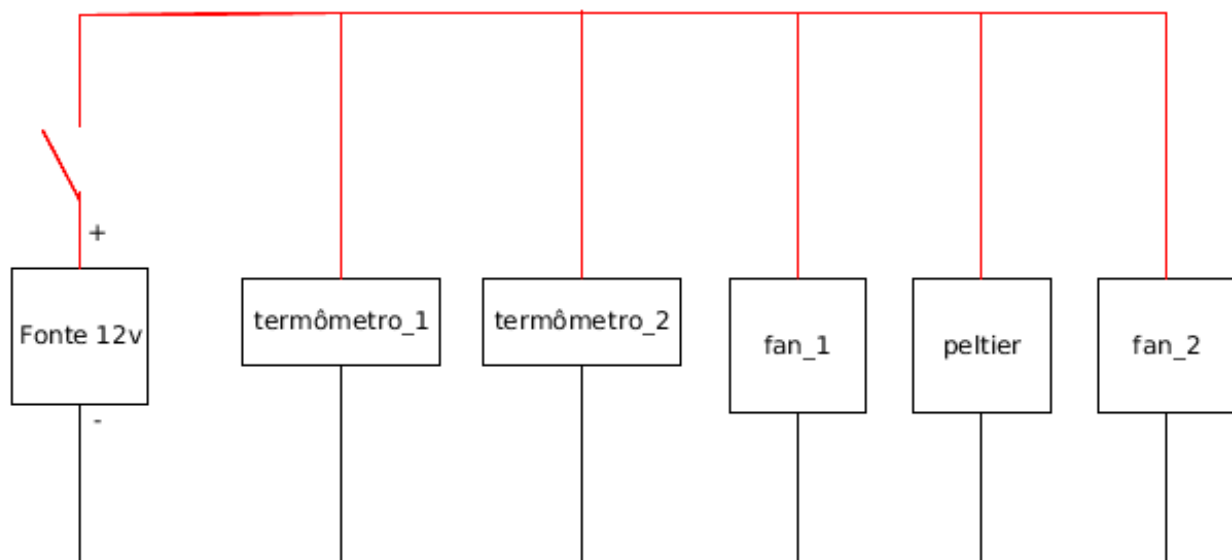 +
Fonte 12v
-
termômetro_1
termômetro_2
fan_1
peltier
fan_2